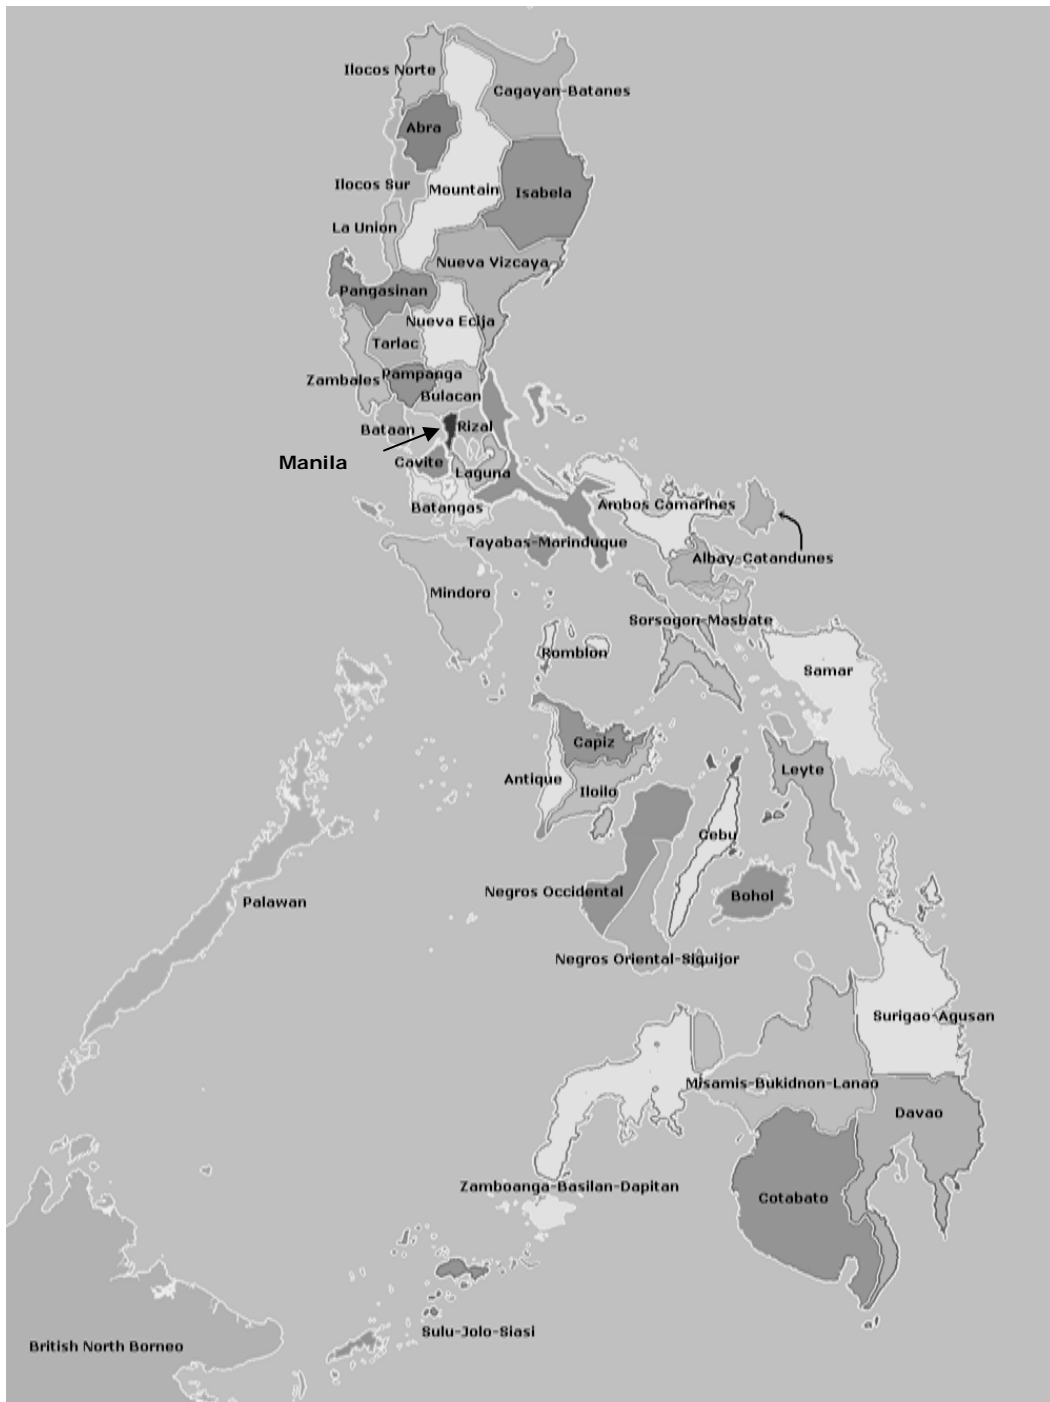 Ilocos Norte
Cagayan-Batanes
Abra
Ilocos Sur
Mountain
Isabela
La Union
Nueva Vizcaya
Pangasinan
Nueva Ecija
Tarlac
Zambales
Pampanga
Bulacan
Bataan
Rizal
Manila
Cavite
Laguna
Batangas
Ambos Camarines
Tayabas-Marinduque
Albay-Catandunes
Mindoro
Sorsogon-Masbate
Romblon
Samar
Capiz
Antique
Iloilo
Leyte
Cebu
Negros Occidental
Bohol
Palawan
Negros Oriental-Siquijor
Surigao-Agusan
Misamis-Bukidnon-Lanao
Davao
Zamboanga-Basilan-Dapitan
Cotabato
Sulu-Jolo-Siasi
British North Borneo